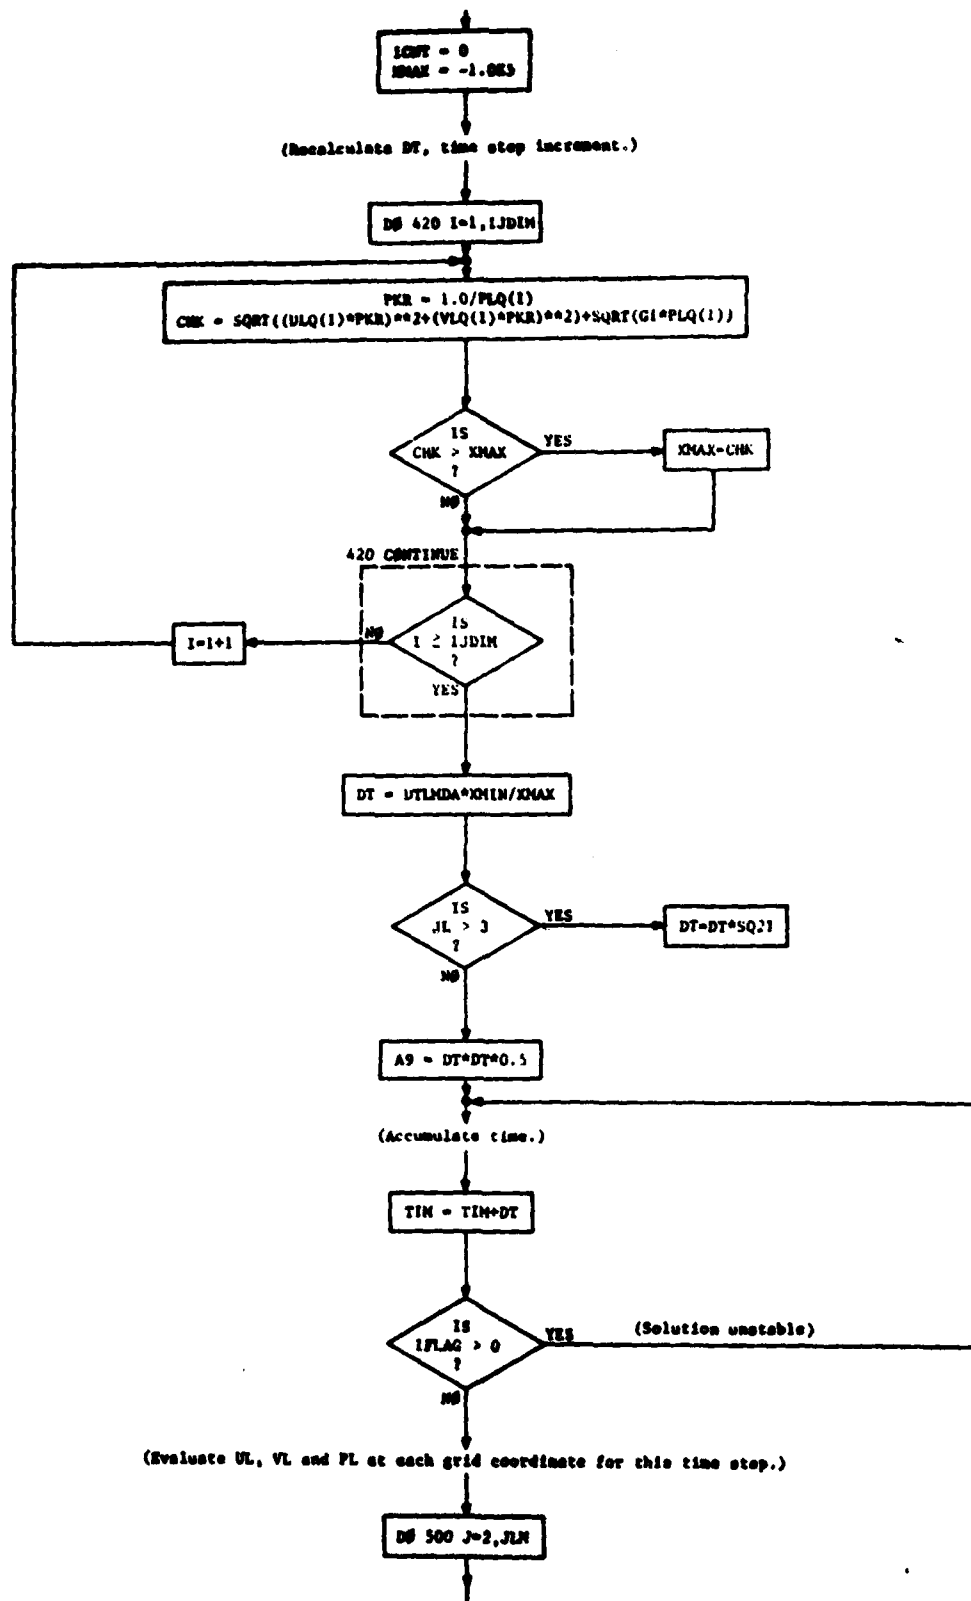 ICNT = 0
XMAX = -1.0E5
(Recalculate DT, time step increment.)
DØ 420 I=1,IJDIM
PKR = 1.0/PLQ(I)
CHK = SQRT((ULQ(I)*PKR)**2+(VLQ(I)*PKR)**2)+SQRT(GI*PLQ(I))
IS
CHK > XMAX
?
YES
XMAX=CHK
NØ
420 CØNTINUE
IS
I ≥ IJDIM
?
NØ
I=I+1
YES
DT = DTLMDA*XMIN/XMAX
IS
JL > 3
?
YES
DT=DT*SQ2I
NØ
A9 = DT*DT*0.5
(Accumulate time.)
TIM = TIM+DT
IS
IFLAG > 0
?
YES
(Solution unstable)
NØ
(Evaluate UL, VL and PL at each grid coordinate for this time step.)
DØ 500 J=2,JLM